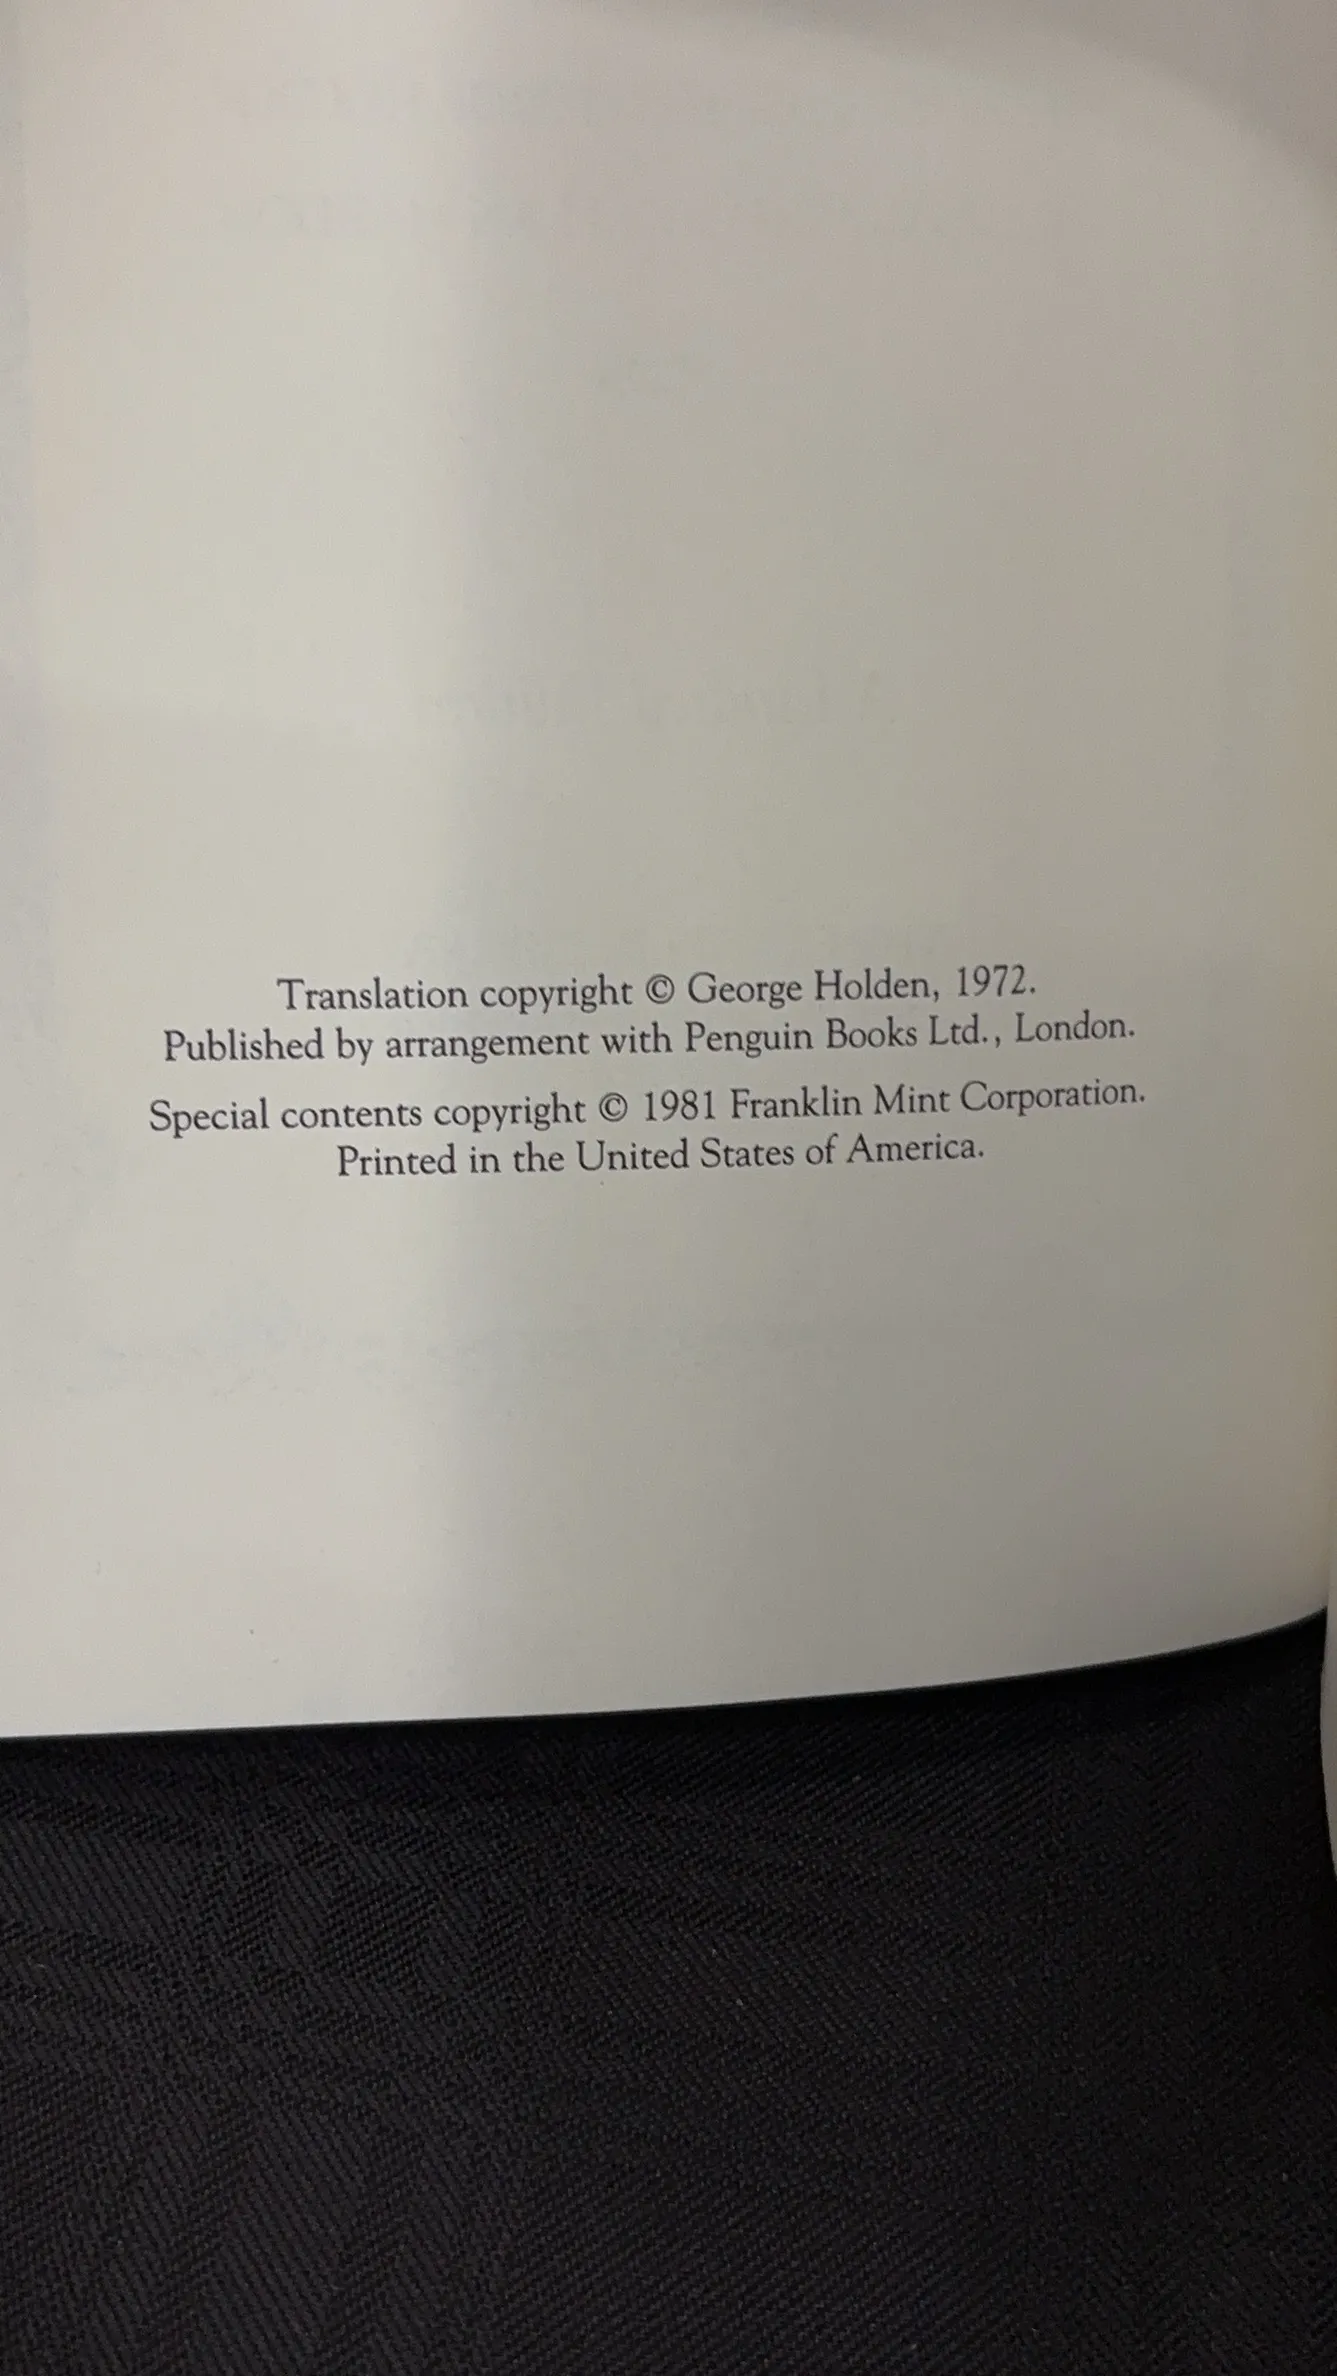 Translation copyright © George Holden, 1972.
Published by arrangement with Penguin Books Ltd., London.
Special contents copyright © 1981 Franklin Mint Corporation.
Printed in the United States of America.